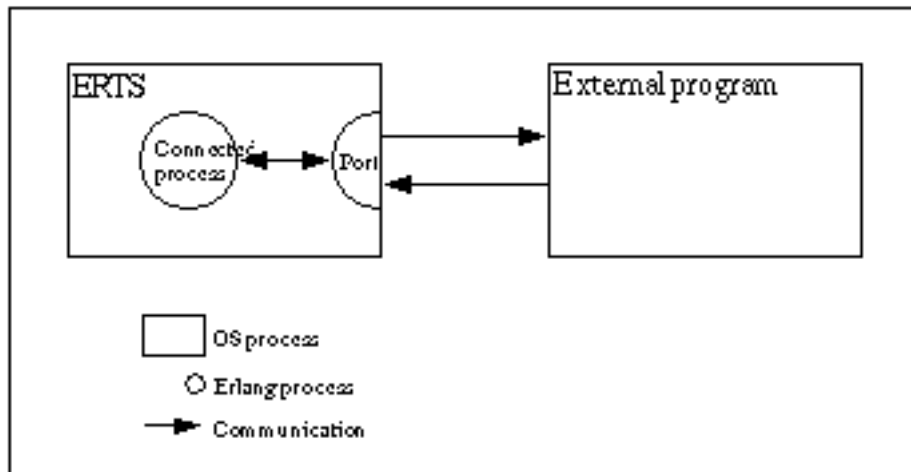 ERTS
External program
Connected
process
Port
OS process
Erlang process
Communication